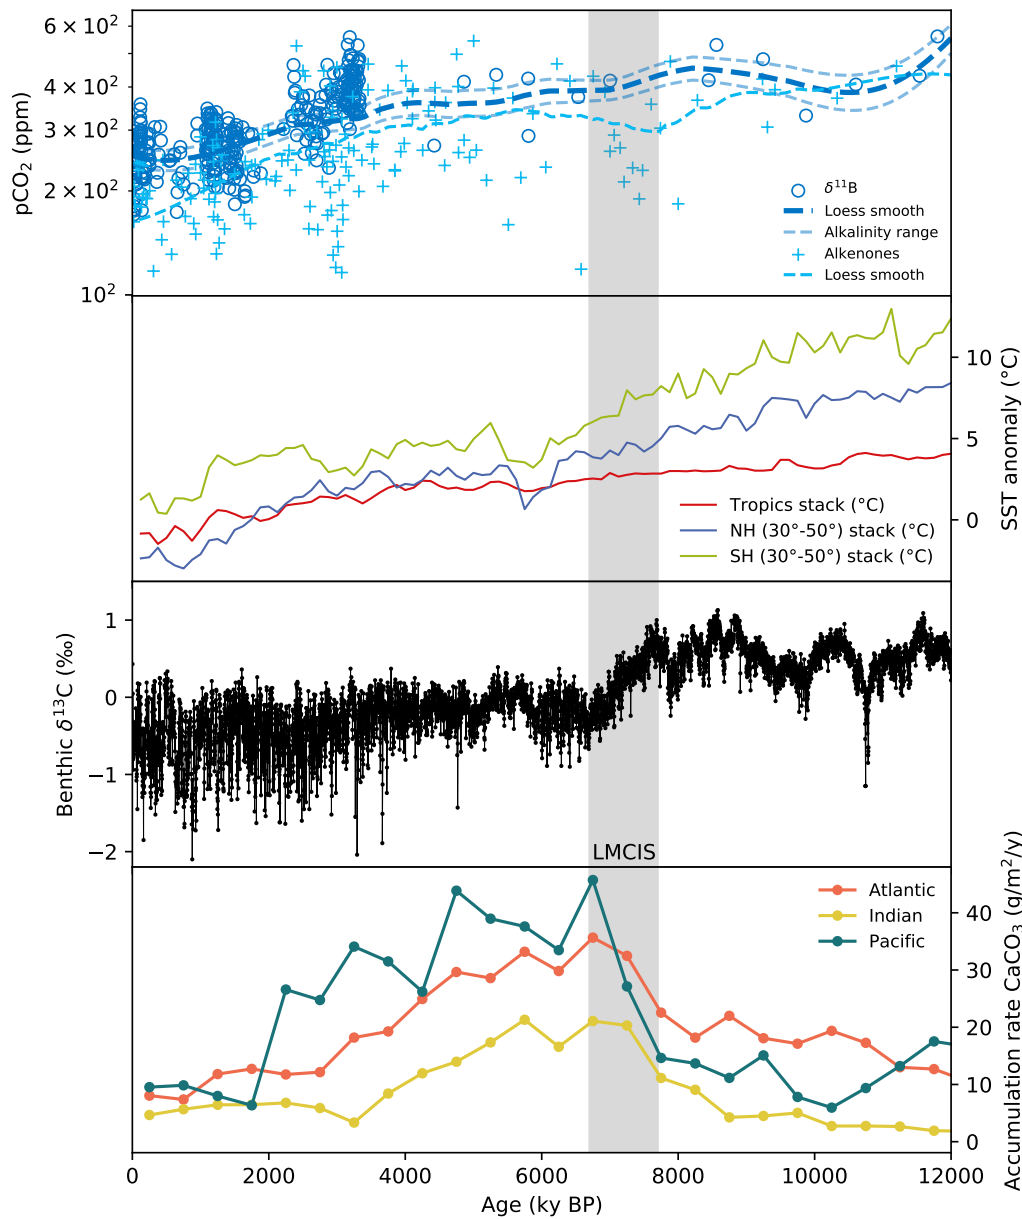 6 × 10²
4 × 10²
3 × 10²
2 × 10²
10²
pCO₂ (ppm)
δ¹¹B
Loess smooth
Alkalinity range
Alkenones
Loess smooth
10
5
0
SST anomaly (°C)
Tropics stack (°C)
NH (30°-50°) stack (°C)
SH (30°-50°) stack (°C)
1
0
−1
−2
Benthic δ¹³C (‰)
LMCIS
Atlantic
Indian
Pacific
40
30
20
10
0
Accumulation rate CaCO₃ (g/m²/y)
0 2000 4000 6000 8000 10000 12000
Age (ky BP)